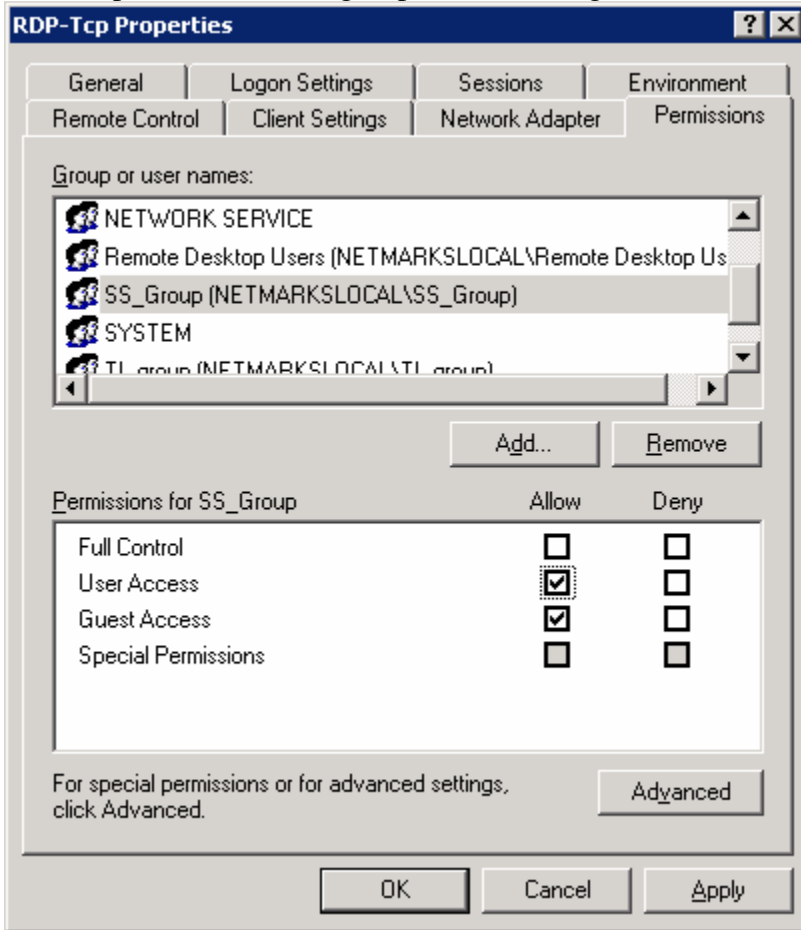 RDP-Tcp Properties
General Logon Settings Sessions Environment
Remote Control Client Settings Network Adapter Permissions
Group or user names:
NETWORK SERVICE
Remote Desktop Users (NETMARKSLOCAL\Remote Desktop Us
SS_Group (NETMARKSLOCAL\SS_Group)
SYSTEM
TL_group (NETMARKSLOCAL\TL_group)
Add... Remove
Permissions for SS_Group Allow Deny
Full Control
User Access
Guest Access
Special Permissions
For special permissions or for advanced settings,
click Advanced.
Advanced
OK Cancel Apply